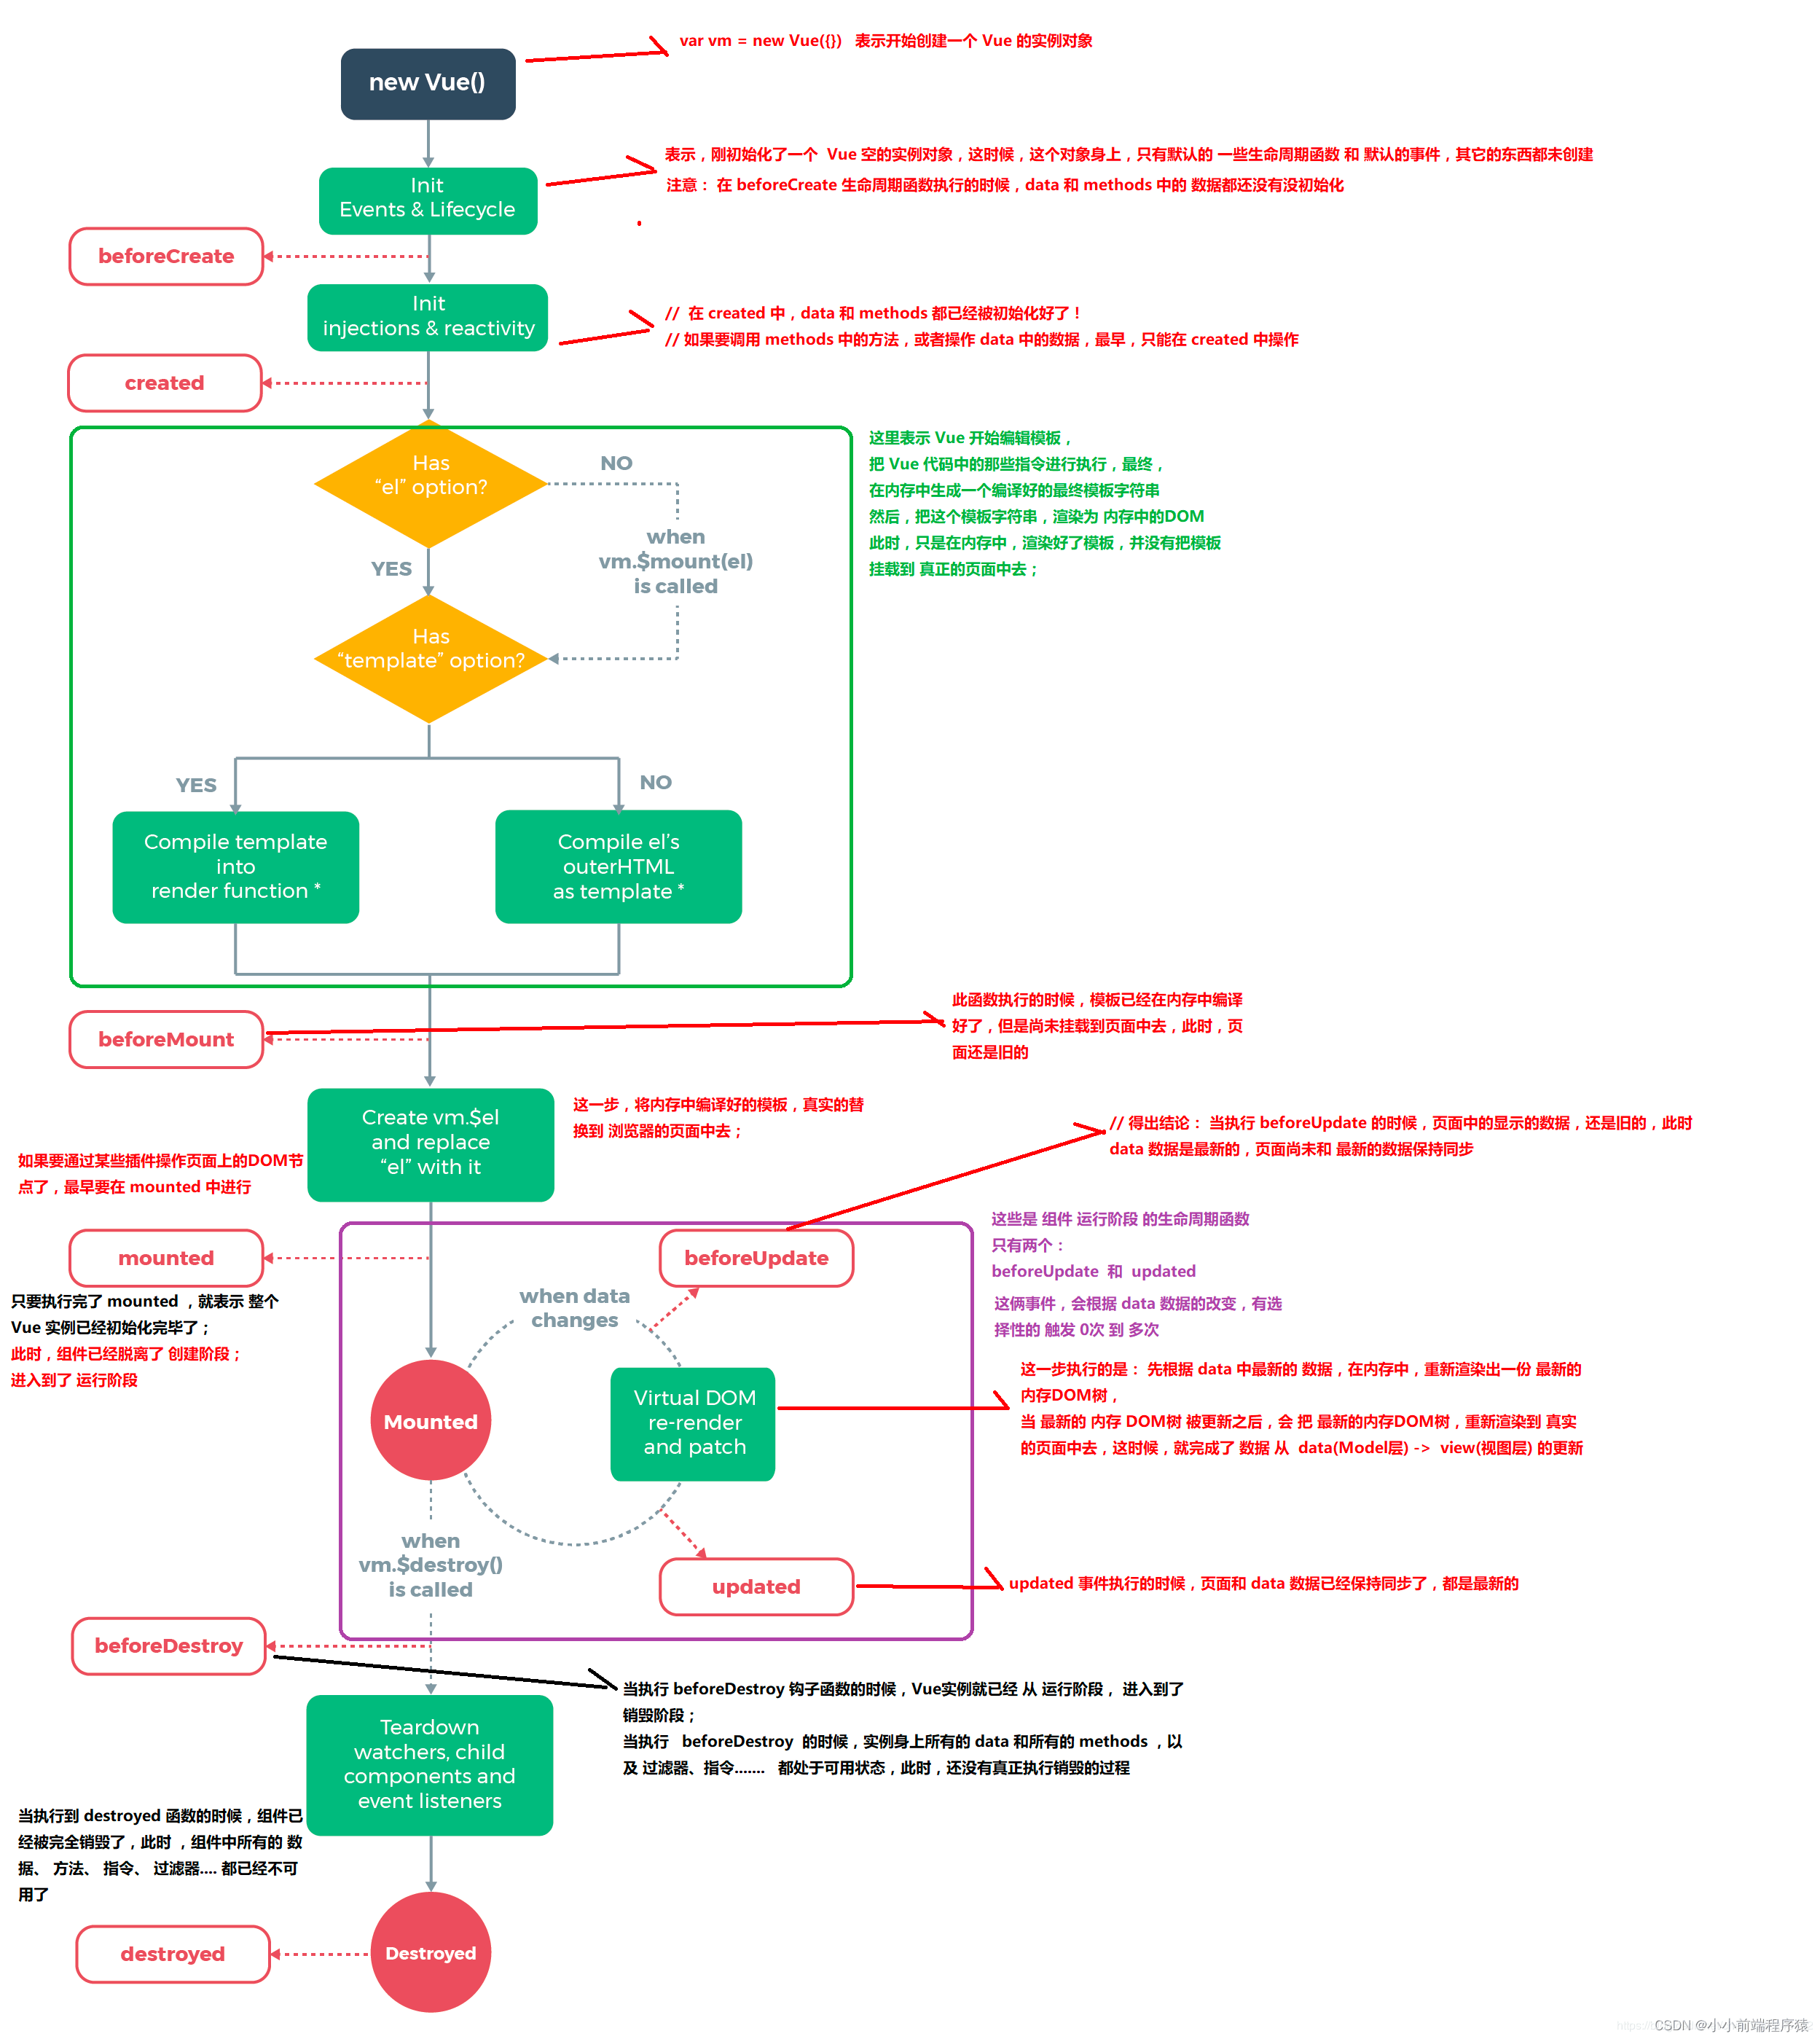 var vm = new Vue({}) 表示开始创建一个 Vue 的实例对象
new Vue()
表示，刚初始化了一个 Vue 空的实例对象，这时候，这个对象身上，只有默认的 一些生命周期函数 和 默认的事件，其它的东西都未创建
注意： 在 beforeCreate 生命周期函数执行的时候，data 和 methods 中的 数据都还没有没初始化
Init
Events & Lifecycle
beforeCreate
Init
injections & reactivity
// 在 created 中，data 和 methods 都已经被初始化好了！
// 如果要调用 methods 中的方法，或者操作 data 中的数据，最早，只能在 created 中操作
created
这里表示 Vue 开始编辑模板，
把 Vue 代码中的那些指令进行执行，最终，
在内存中生成一个编译好的最终模板字符串
然后，把这个模板字符串，渲染为 内存中的DOM
此时，只是在内存中，渲染好了模板，并没有把模板
挂载到 真正的页面中去；
Has
“el” option?
NO
when
vm.$mount(el)
is called
YES
Has
“template” option?
YES
NO
Compile template
into
render function *
Compile el’s
outerHTML
as template *
此函数执行的时候，模板已经在内存中编译
好了，但是尚未挂载到页面中去，此时，页
面还是旧的
beforeMount
Create vm.$el
and replace
“el” with it
这一步，将内存中编译好的模板，真实的替
换到 浏览器的页面中去；
// 得出结论： 当执行 beforeUpdate 的时候，页面中的显示的数据，还是旧的，此时
data 数据是最新的，页面尚未和 最新的数据保持同步
如果要通过某些插件操作页面上的DOM节
点了，最早要在 mounted 中进行
mounted
beforeUpdate
这些是 组件 运行阶段 的生命周期函数
只有两个：
beforeUpdate 和 updated
这俩事件，会根据 data 数据的改变，有选
择性的 触发 0次 到 多次
只要执行完了 mounted ，就表示 整个
Vue 实例已经初始化完毕了；
此时，组件已经脱离了 创建阶段；
进入到了 运行阶段
when data
changes
Mounted
Virtual DOM
re-render
and patch
这一步执行的是： 先根据 data 中最新的 数据，在内存中，重新渲染出一份 最新的
内存DOM树，
当 最新的 内存 DOM树 被更新之后，会 把 最新的内存DOM树，重新渲染到 真实
的页面中去，这时候，就完成了 数据 从 data(Model层) -> view(视图层) 的更新
when
vm.$destroy()
is called
updated
updated 事件执行的时候，页面和 data 数据已经保持同步了，都是最新的
beforeDestroy
当执行 beforeDestroy 钩子函数的时候，Vue实例就已经 从 运行阶段， 进入到了
销毁阶段；
当执行 beforeDestroy 的时候，实例身上所有的 data 和所有的 methods ，以
及 过滤器、指令....... 都处于可用状态，此时，还没有真正执行销毁的过程
Teardown
watchers, child
components and
event listeners
当执行到 destroyed 函数的时候，组件已
经被完全销毁了，此时 ，组件中所有的 数
据、 方法、 指令、 过滤器.... 都已经不可
用了
destroyed
Destroyed
CSDN @小小前端程序猿